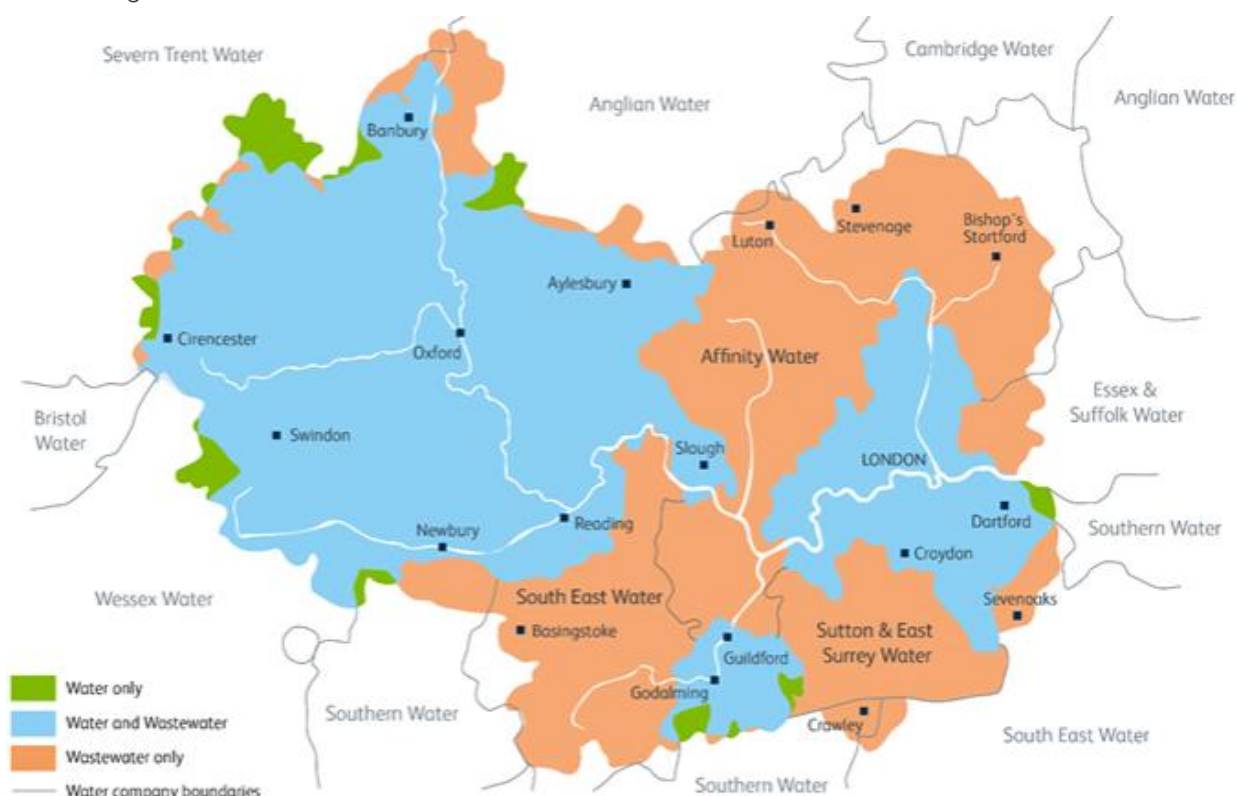 Severn Trent Water
Cambridge Water
Anglian Water
Anglian Water
Banbury
Luton
Stevenage
Bishop's
Stortford
Aylesbury
Cirencester
Oxford
Affinity Water
Bristol
Water
Essex &
Suffolk Water
Swindon
Slough
LONDON
Reading
Dartford
Newbury
Croydon
Southern Water
Wessex Water
South East Water
Sevenoaks
Basingstoke
Sutton & East
Surrey Water
Guildford
Godalming
Southern Water
Crawley
South East Water
Southern Water
Water only
Water and Wastewater
Wastewater only
Water company boundaries